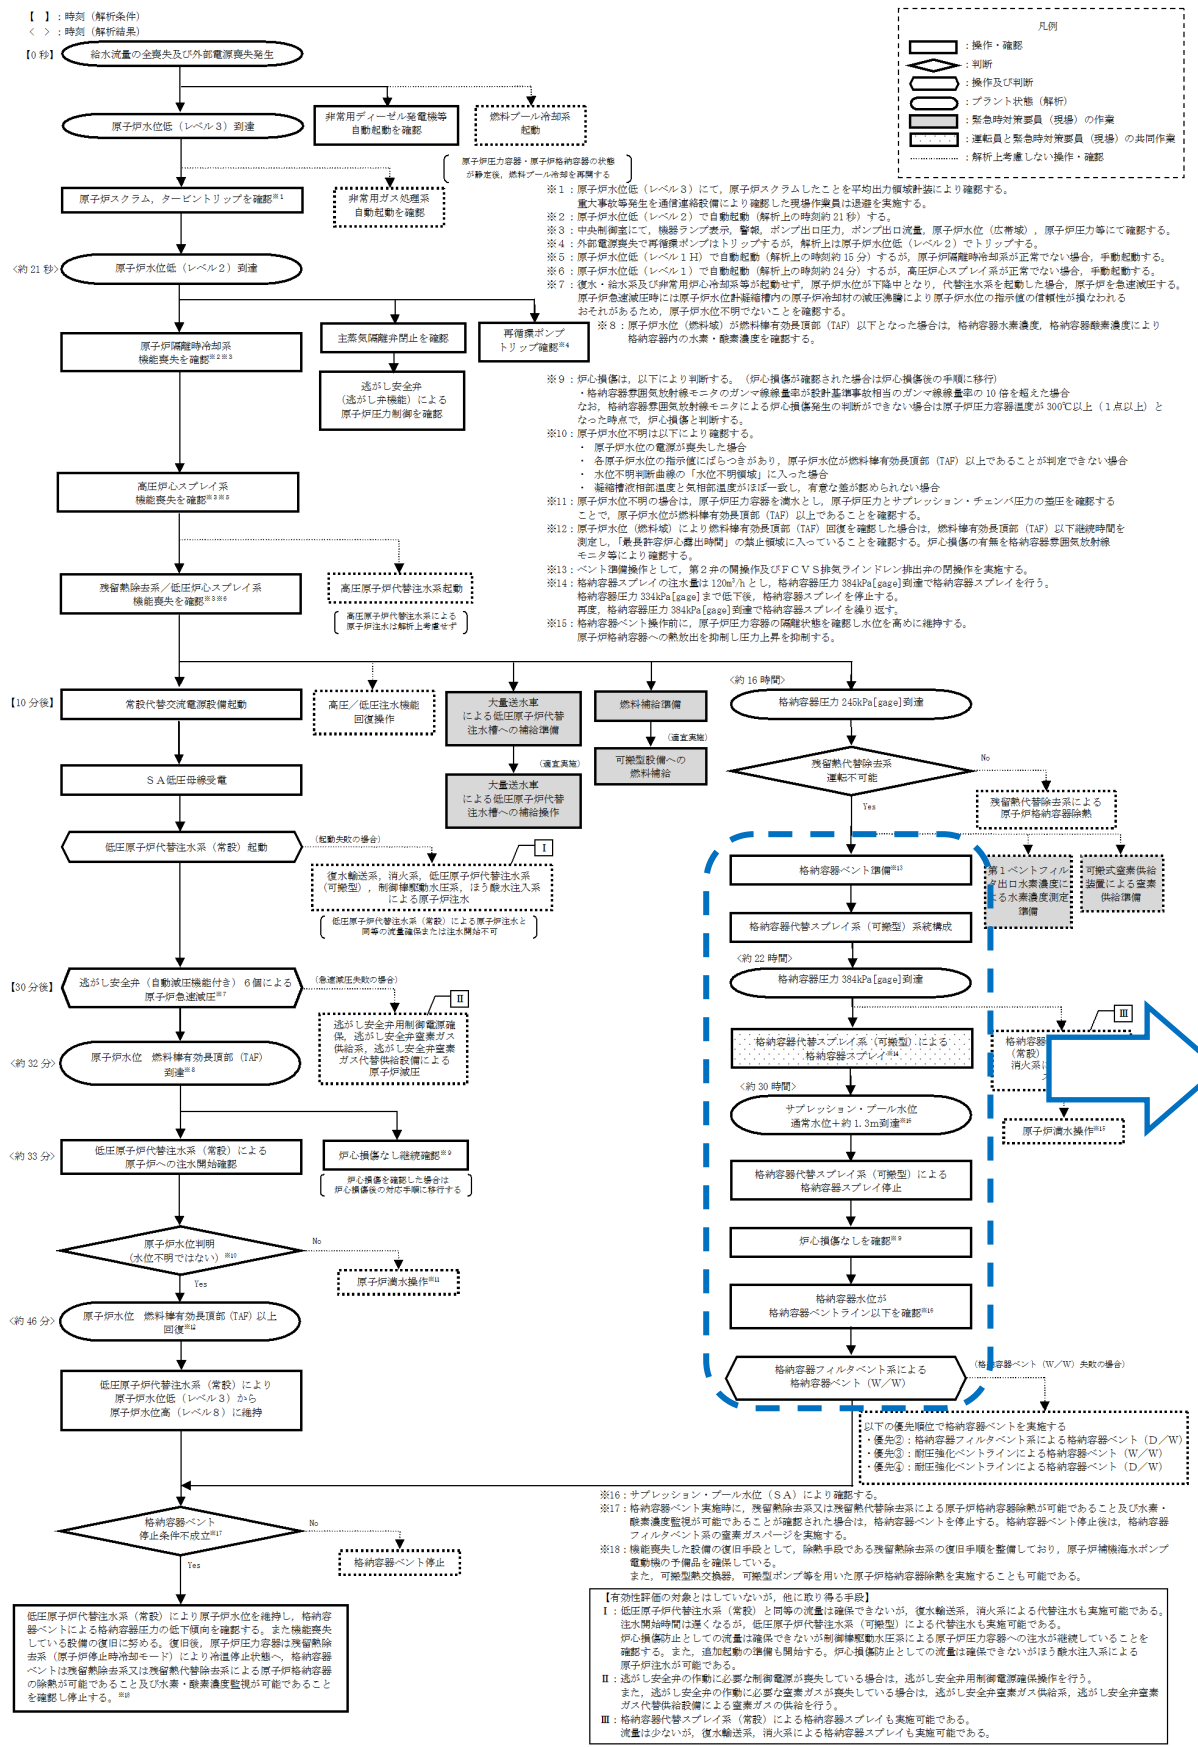 【　】：時刻（解析条件）
＜　＞：時刻（解析結果）
【0 秒】
給水流量の全喪失及び外部電源喪失発生
原子炉水位低（レベル３）到達
非常用ディーゼル発電機等
自動起動を確認
燃料プール冷却系
起動
原子炉圧力容器・原子炉格納容器の状態
が静定後，燃料プール冷却を再開する
原子炉スクラム，タービントリップを確認※１
非常用ガス処理系
自動起動を確認
<約 21 秒>
原子炉水位低（レベル２）到達
原子炉隔離時冷却系
機能喪失を確認※２※３
主蒸気隔離弁閉止を確認
再循環ポンプ
トリップ確認※４
逃がし安全弁
（逃がし弁機能）による
原子炉圧力制御を確認
高圧炉心スプレイ系
機能喪失を確認※３※５
残留熱除去系／低圧炉心スプレイ系
機能喪失を確認※３※６
高圧原子炉代替注水系起動
高圧原子炉代替注水系による
原子炉注水は解析上考慮せず
凡例
：操作・確認
：判断
：操作及び判断
：プラント状態（解析）
：緊急時対策要員（現場）の作業
：運転員と緊急時対策要員（現場）の共同作業
：解析上考慮しない操作・確認
※１：原子炉水位低（レベル３）にて，原子炉スクラムしたことを平均出力領域計装により確認する。
重大事故等発生を通信連絡設備により確認した現場作業員は退避を実施する。
※２：原子炉水位低（レベル２）で自動起動（解析上の時刻約 21 秒）する。
※３：中央制御室にて，機器ランプ表示，警報，ポンプ出口圧力，ポンプ出口流量，原子炉水位（広帯域），原子炉圧力等にて確認する。
※４：外部電源喪失で再循環ポンプはトリップするが，解析上は原子炉水位低（レベル２）でトリップする。
※５：原子炉水位低（レベル１Ｈ）で自動起動（解析上の時刻約 15 分）するが，原子炉隔離時冷却系が正常でない場合，手動起動する。
※６：原子炉水位低（レベル１）で自動起動（解析上の時刻約 24 分）するが，高圧炉心スプレイ系が正常でない場合，手動起動する。
※７：復水・給水系及び非常用炉心冷却系等が起動せず，原子炉水位が下降中となり，代替注水系を起動した場合，原子炉を急速減圧する。
原子炉急速減圧時には原子炉水位計凝縮槽内の原子炉冷却材の減圧沸騰により原子炉水位の指示値の信頼性が損なわれる
おそれがあるため，原子炉水位不明でないことを確認する。
※８：原子炉水位（燃料域）が燃料棒有効長頂部（TAF）以下となった場合は，格納容器水素濃度，格納容器酸素濃度により
格納容器内の水素・酸素濃度を確認する。
※９：炉心損傷は，以下により判断する。（炉心損傷が確認された場合は炉心損傷後の手順に移行）
・格納容器雰囲気放射線モニタのガンマ線線量率が設計基準事故相当のガンマ線線量率の 10 倍を超えた場合
なお，格納容器雰囲気放射線モニタによる炉心損傷発生の判断ができない場合は原子炉圧力容器温度が 300℃以上（１点以上）と
なった時点で，炉心損傷と判断する。
※10：原子炉水位不明は以下により確認する。
・　原子炉水位の電源が喪失した場合
・　各原子炉水位の指示値にばらつきがあり，原子炉水位が燃料棒有効長頂部（TAF）以上であることが判定できない場合
・　水位不明判断曲線の「水位不明領域」に入った場合
・　凝縮槽液相部温度と気相部温度がほぼ一致し，有意な差が認められない場合
※11：原子炉水位不明の場合は，原子炉圧力容器を満水とし，原子炉圧力とサプレッション・チェンバ圧力の差圧を確認する
ことで，原子炉水位が燃料棒有効長頂部（TAF）以上であることを確認する。
※12：原子炉水位（燃料域）により燃料棒有効長頂部（TAF）回復を確認した場合は，燃料棒有効長頂部（TAF）以下継続時間を
測定し，「最長許容炉心露出時間」の禁止領域に入っていることを確認する。炉心損傷の有無を格納容器雰囲気放射線
モニタ等により確認する。
※13：ベント準備操作として，第２弁の開操作及びＦＣＶＳ排気ラインドレン排出弁の閉操作を実施する。
※14：格納容器スプレイの注水量は 120m³/h とし，格納容器圧力 384kPa[gage]到達で格納容器スプレイを行う。
格納容器圧力 334kPa[gage]まで低下後，格納容器スプレイを停止する。
再度，格納容器圧力 384kPa[gage]到達で格納容器スプレイを繰り返す。
※15：格納容器ベント操作前に，原子炉圧力容器の隔離状態を確認し水位を高めに維持する。
原子炉格納容器への熱放出を抑制し圧力上昇を抑制する。
【10 分後】
常設代替交流電源設備起動
高圧／低圧注水機能
回復操作
大量送水車
による低圧原子炉代替
注水槽への補給準備
燃料補給準備
（適宜実施）
可搬型設備への
燃料補給
（適宜実施）
大量送水車
による低圧原子炉代替
注水槽への補給操作
ＳＡ低圧母線受電
低圧原子炉代替注水系（常設）起動
（起動失敗の場合）
Ⅰ
復水輸送系，消火系，低圧原子炉代替注水系
（可搬型），制御棒駆動水圧系，ほう酸水注入系
による原子炉注水
低圧原子炉代替注水系（常設）による原子炉注水と
同等の流量確保または注水開始不可
【30 分後】
逃がし安全弁（自動減圧機能付き）６個による
原子炉急速減圧※７
（急速減圧失敗の場合）
Ⅱ
逃がし安全弁用制御電源確
保，逃がし安全弁窒素ガス
供給系，逃がし安全弁窒素
ガス代替供給設備による
原子炉減圧
<約 32 分>
原子炉水位　燃料棒有効長頂部（TAF）
到達※８
<約 33 分>
低圧原子炉代替注水系（常設）による
原子炉への注水開始確認
炉心損傷なし継続確認※９
炉心損傷を確認した場合は
炉心損傷後の対応手順に移行する
原子炉水位判明
（水位不明ではない）※10
No
Yes
原子炉満水操作※11
<約 46 分>
原子炉水位　燃料棒有効長頂部（TAF）以上
回復※12
低圧原子炉代替注水系（常設）により
原子炉水位低（レベル３）から
原子炉水位高（レベル８）に維持
格納容器ベント
停止条件不成立※17
No
Yes
格納容器ベント停止
低圧原子炉代替注水系（常設）により原子炉水位を維持し，格納容
器ベントによる格納容器圧力の低下傾向を確認する。また機能喪失
している設備の復旧に努める。復旧後，原子炉圧力容器は残留熱除
去系（原子炉停止時冷却モード）により冷温停止状態へ，格納容器
ベントは残留熱除去系又は残留熱代替除去系による原子炉格納容器
の除熱が可能であること及び水素・酸素濃度監視が可能であること
を確認し停止する。※18
<約 16 時間>
格納容器圧力 245kPa[gage]到達
残留熱代替除去系
運転不可能
No
Yes
残留熱代替除去系による
原子炉格納容器除熱
格納容器ベント準備※13
第１ベントフィル
タ出口水素濃度に
よる水素濃度測定
準備
可搬式窒素供給
装置による窒素
供給準備
格納容器代替スプレイ系（可搬型）系統構成
<約 22 時間>
格納容器圧力 384kPa[gage]到達
Ⅲ
格納容器代替スプレイ系（可搬型）による
格納容器スプレイ※14
格納容器
（常設）
消火系に
ス
<約 30 時間>
サプレッション・プール水位
通常水位＋約 1.3m到達※16
原子炉満水操作※15
格納容器代替スプレイ系（可搬型）による
格納容器スプレイ停止
炉心損傷なしを確認※９
格納容器水位が
格納容器ベントライン以下を確認※16
格納容器フィルタベント系による
格納容器ベント（Ｗ／Ｗ）
（格納容器ベント（Ｗ／Ｗ）失敗の場合）
以下の優先順位で格納容器ベントを実施する
・優先②：格納容器フィルタベント系による格納容器ベント（Ｄ／Ｗ）
・優先③：耐圧強化ベントラインによる格納容器ベント（Ｗ／Ｗ）
・優先④：耐圧強化ベントラインによる格納容器ベント（Ｄ／Ｗ）
※16：サプレッション・プール水位（ＳＡ）により確認する。
※17：格納容器ベント実施時に，残留熱除去系又は残留熱代替除去系による原子炉格納容器除熱が可能であること及び水素・
酸素濃度監視が可能であることが確認された場合は，格納容器ベントを停止する。格納容器ベント停止後は，格納容器
フィルタベント系の窒素ガスパージを実施する。
※18：機能喪失した設備の復旧手段として，除熱手段である残留熱除去系の復旧手順を整備しており，原子炉補機海水ポンプ
電動機の予備品を確保している。
また，可搬型熱交換器，可搬型ポンプ等を用いた原子炉格納容器除熱を実施することも可能である。
【有効性評価の対象とはしていないが，他に取り得る手段】
Ⅰ：低圧原子炉代替注水系（常設）と同等の流量は確保できないが，復水輸送系，消火系による代替注水も実施可能である。
注水開始時間は遅くなるが，低圧原子炉代替注水系（可搬型）による代替注水も実施可能である。
炉心損傷防止としての流量は確保できないが制御棒駆動水圧系による原子炉圧力容器への注水が継続していることを
確認する。また，追加起動の準備も開始する。炉心損傷防止としての流量は確保できないがほう酸水注入系による
原子炉注水が可能である。
Ⅱ：逃がし安全弁の作動に必要な制御電源が喪失している場合は，逃がし安全弁用制御電源確保操作を行う。
また，逃がし安全弁の作動に必要な窒素ガスが喪失している場合は，逃がし安全弁窒素ガス供給系，逃がし安全弁窒素
ガス代替供給設備による窒素ガスの供給を行う。
Ⅲ：格納容器代替スプレイ系（常設）による格納容器スプレイも実施可能である。
流量は少ないが，復水輸送系，消火系による格納容器スプレイも実施可能である。